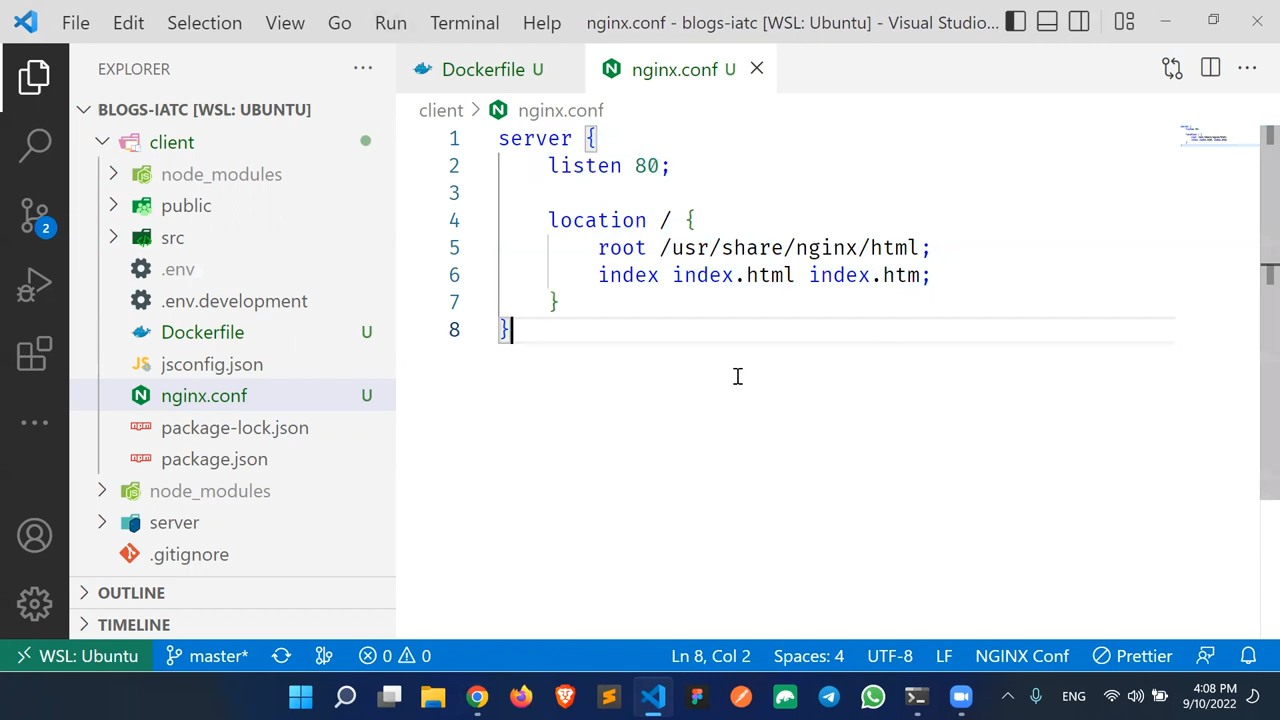 File Edit Selection View Go Run Terminal Help nginx.conf - blogs-iatc [WSL: Ubuntu] - Visual Studio...
EXPLORER
Dockerfile U
nginx.conf U
BLOGS-IATC [WSL: UBUNTU]
client
node_modules
public
src
.env
.env.development
Dockerfile U
jsconfig.json
nginx.conf U
package-lock.json
package.json
node_modules
server
.gitignore
OUTLINE
TIMELINE
2
client > nginx.conf
1 server {
2 listen 80;
3
4 location / {
5 root /usr/share/nginx/html;
6 index index.html index.htm;
7 }
8 }
WSL: Ubuntu master* 0 0 Ln 8, Col 2 Spaces: 4 UTF-8 LF NGINX Conf Prettier
ENG 4:08 PM
9/10/2022